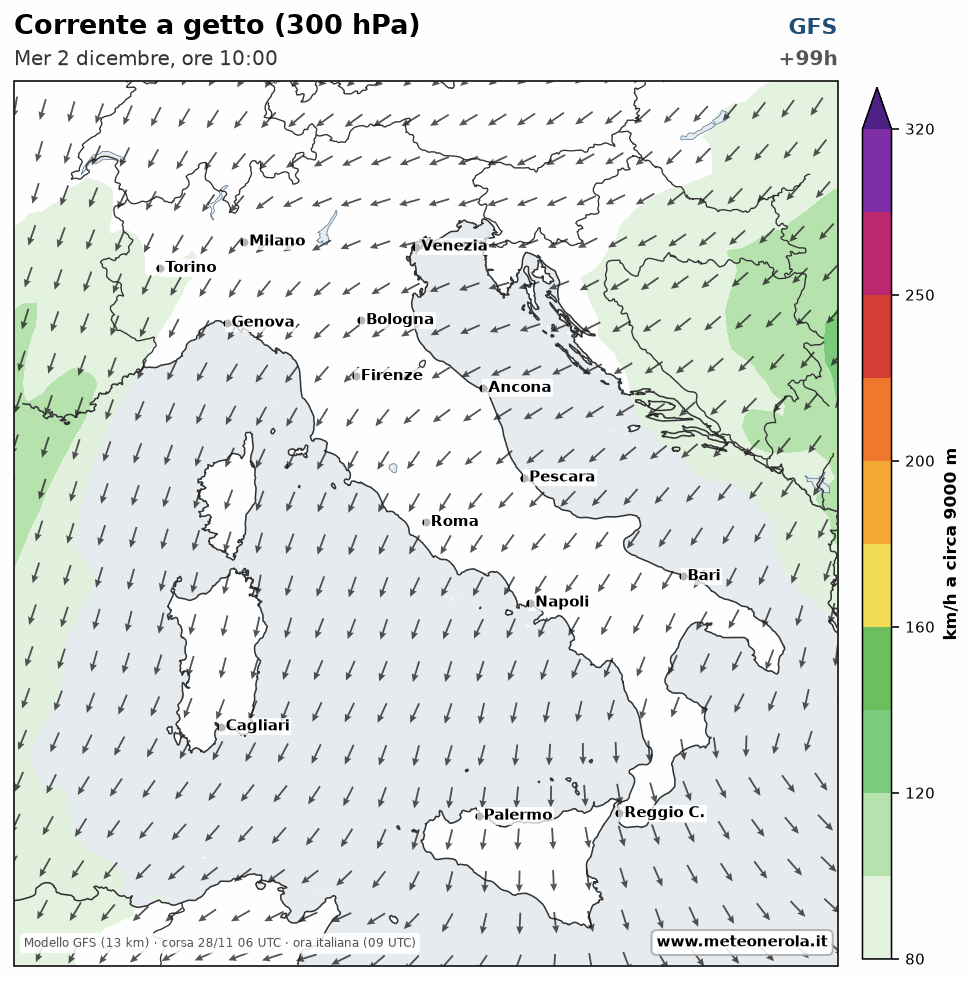 Corrente a getto (300 hPa)
GFS
Mer 2 dicembre, ore 10:00
+99h
320
250
200
160
120
80
km/h a circa 9000 m
Milano
Venezia
Torino
Genova
Bologna
Firenze
Ancona
Pescara
Roma
Bari
Napoli
Cagliari
Palermo
Reggio C.
Modello GFS (13 km) · corsa 28/11 06 UTC · ora italiana (09 UTC)
www.meteonerola.it